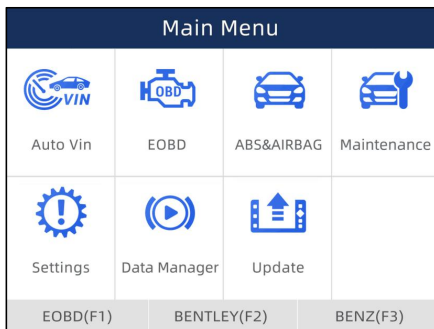 Main Menu
VIN
OBD
Auto Vin
EOBD
ABS&AIRBAG
Maintenance
Settings
Data Manager
Update
EOBD(F1)
BENTLEY(F2)
BENZ(F3)